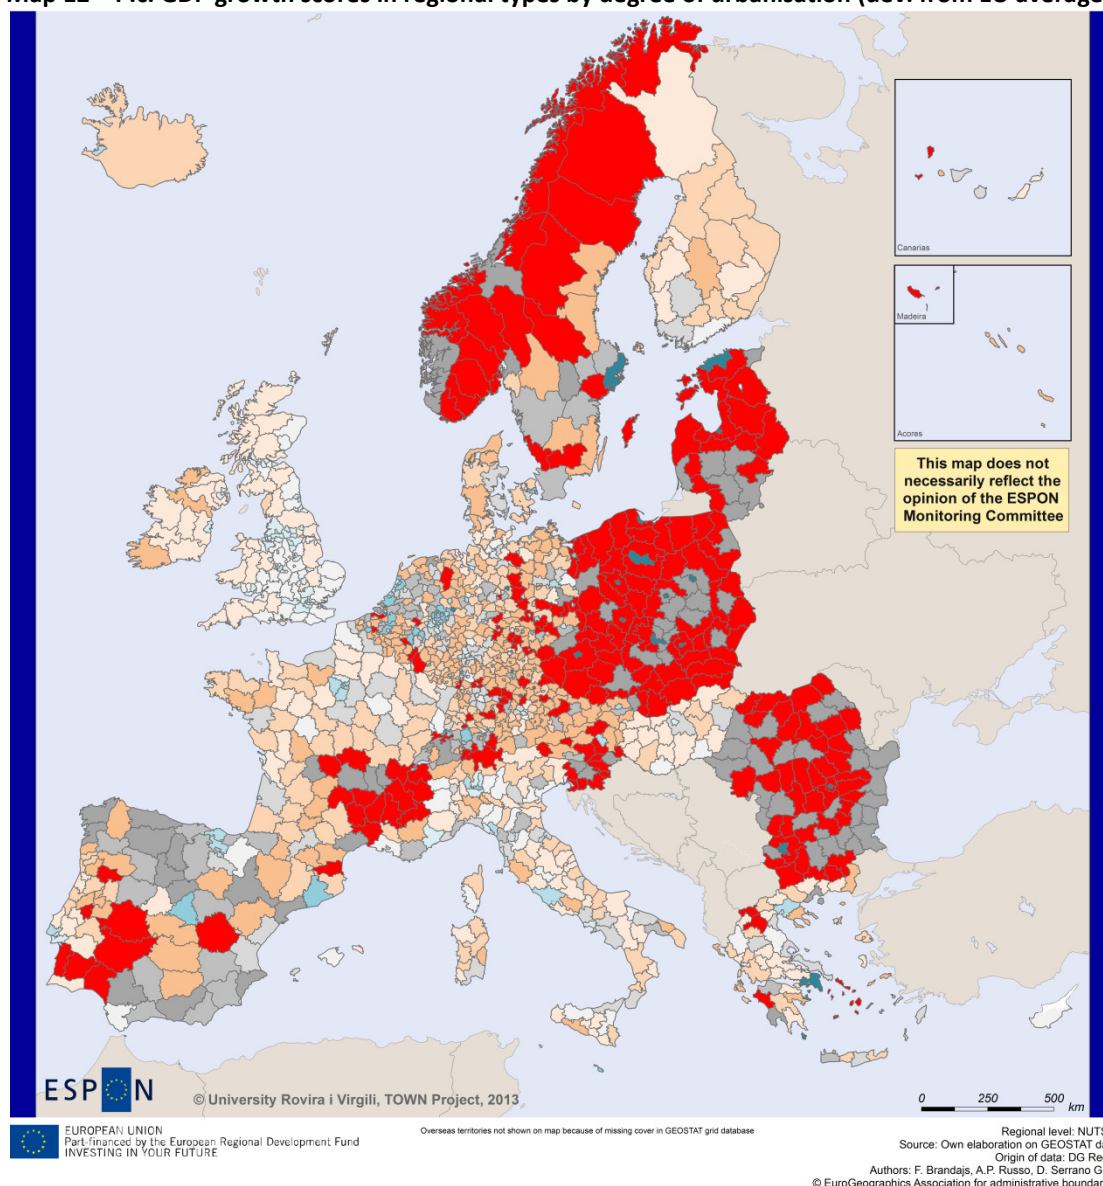 Map 12 – P.c. GDP growth scores in regional types by degree of urbanisation (dev. from EU average
Canarias
Madeira
Acores
This map does not
necessarily reflect the
opinion of the ESPON
Monitoring Committee
ESPON
© University Rovira i Virgili, TOWN Project, 2013
0 250 500
km
EUROPEAN UNION
Part-financed by the European Regional Development Fund
INVESTING IN YOUR FUTURE
Overseas territories not shown on map because of missing cover in GEOSTAT grid database
Regional level: NUTS
Source: Own elaboration on GEOSTAT da
Origin of data: DG Re
Authors: F. Brandajs, A.P. Russo, D. Serrano G
© EuroGeographics Association for administrative boundar